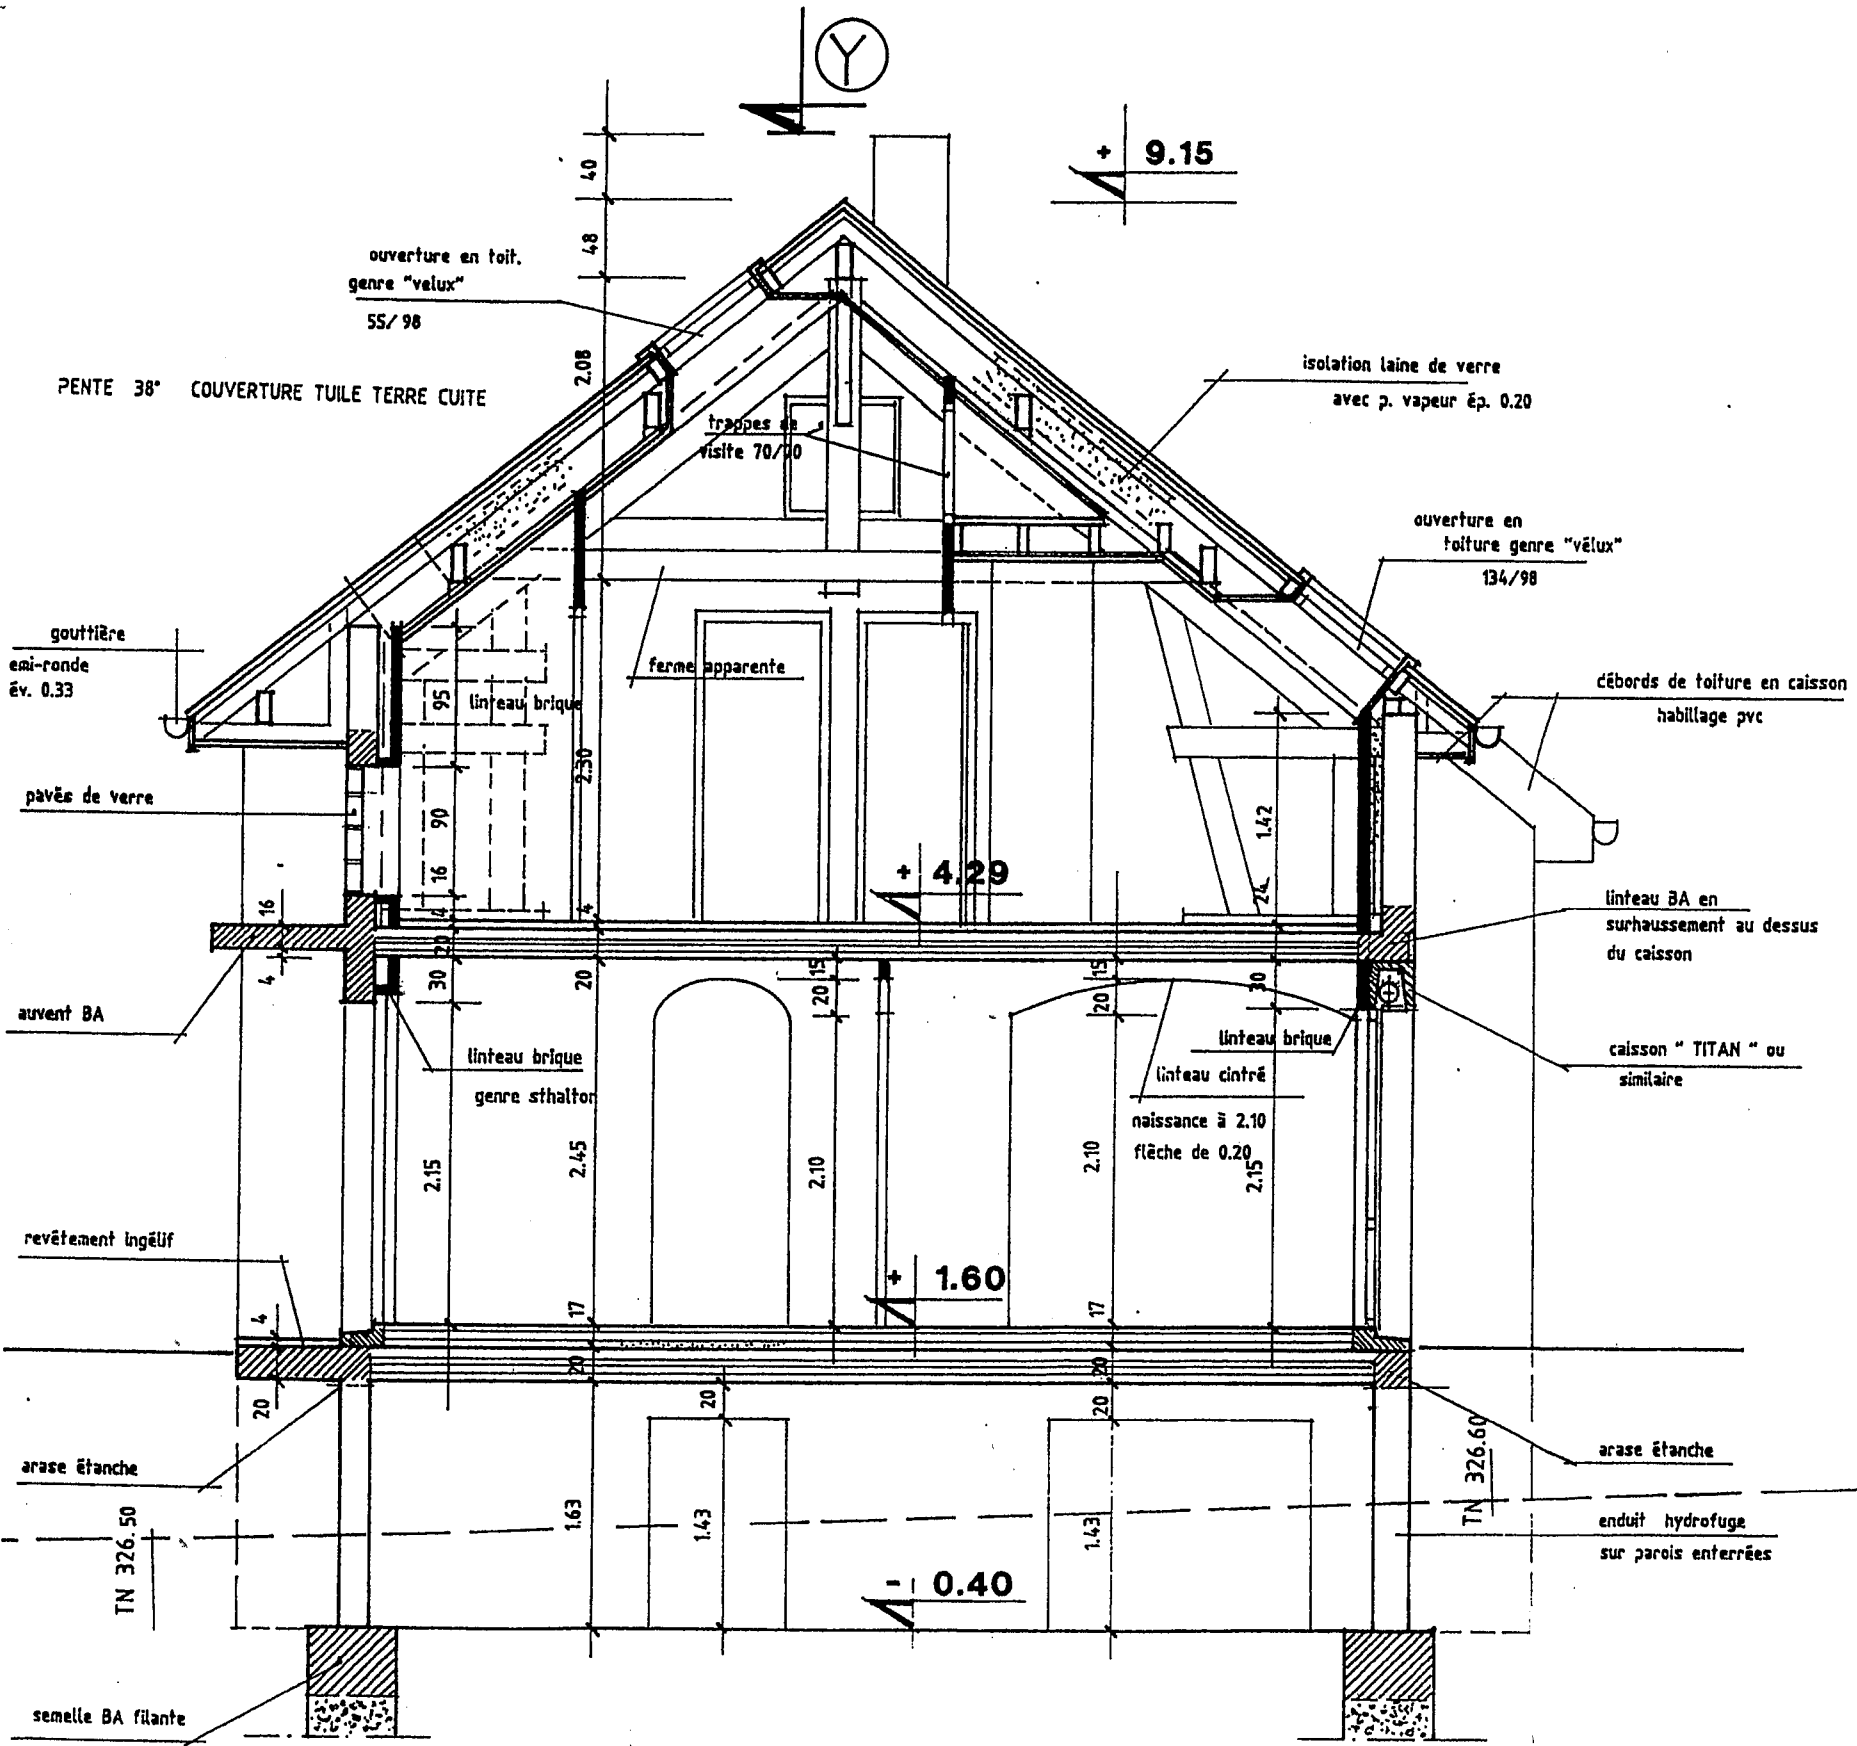 Y
+ 9.15
40
48
ouverture en toit.
genre "velux"
55/98
2.08
PENTE 38° COUVERTURE TUILE TERRE CUITE
isolation laine de verre
avec p. vapeur ép. 0.20
trappes de
visite 70/90
ouverture en
toiture genre "vélux"
134/98
gouttière
emi-ronde
év. 0.33
ferme apparente
95
linteau brique
débords de toiture en caisson
habillage pvc
2.30
pavés de verre
90
1.42
16
+ 4.29
24
16
4
4
linteau BA en
surhaussement au dessus
du caisson
20
4
30
20
15
20
15
20
30
auvent BA
linteau brique
linteau brique
genre sthalton
linteau cintré
caisson " TITAN " ou
similaire
naissance à 2.10
flèche de 0.20
2.15
2.45
2.10
2.10
2.15
revêtement ingélif
+ 1.60
4
17
17
20
20
20
20
20
arase étanche
TN 326.60
arase étanche
TN 326.50
1.63
1.43
1.43
enduit hydrofuge
sur parois enterrées
- 0.40
semelle BA filante